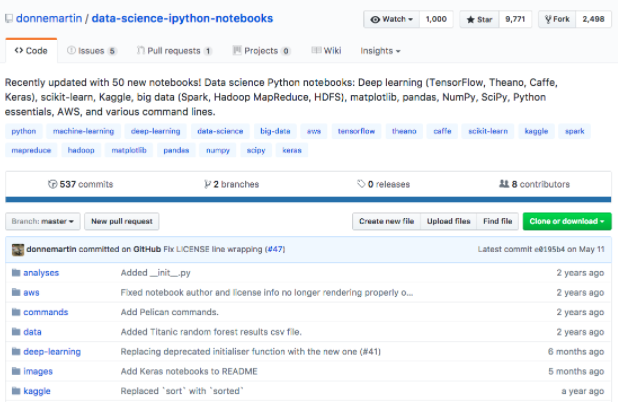 donnemartin / data-science-ipython-notebooks
Watch 1,000 Star 9,771 Fork 2,498
Code Issues 5 Pull requests 1 Projects 0 Wiki Insights
Recently updated with 50 new notebooks! Data science Python notebooks: Deep learning (TensorFlow, Theano, Caffe,
Keras), scikit-learn, Kaggle, big data (Spark, Hadoop MapReduce, HDFS), matplotlib, pandas, NumPy, SciPy, Python
essentials, AWS, and various command lines.
python machine-learning deep-learning data-science big-data aws tensorflow theano caffe scikit-learn kaggle spark
mapreduce hadoop matplotlib pandas numpy scipy keras
537 commits 2 branches 0 releases 8 contributors
Branch: master New pull request Create new file Upload files Find file Clone or download
donnemartin committed on GitHub Fix LICENSE line wrapping (#47) Latest commit e0195b4 on May 11
analyses Added __init__.py 2 years ago
aws Fixed notebook author and license info no longer rendering properly o... 2 years ago
commands Add Pelican commands. 2 years ago
data Added Titanic random forest results csv file. 2 years ago
deep-learning Replacing deprecated initialiser function with the new one (#41) 6 months ago
images Add Keras notebooks to README 5 months ago
kaggle Replaced `sort` with `sorted` a year ago